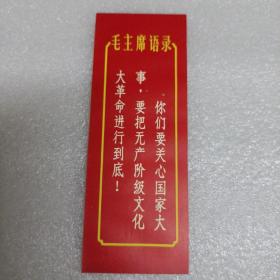 毛主席语录
你们要关心国家大
事，要把无产阶级文化
大革命进行到底！